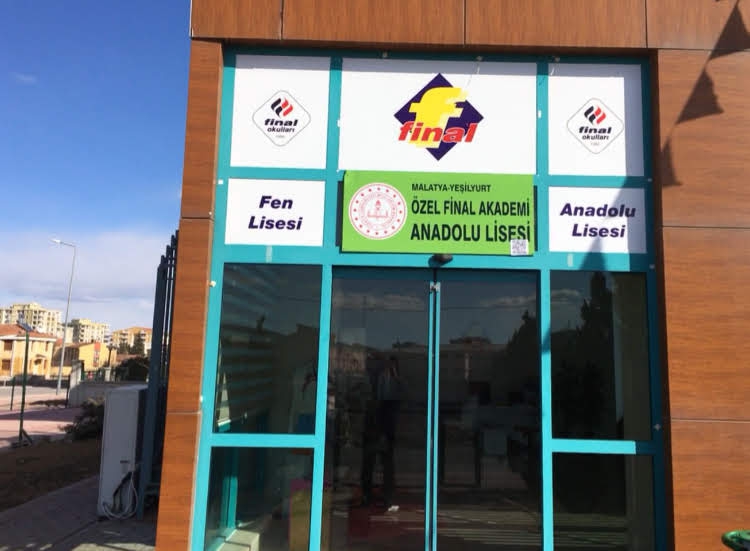 final
okulları
final
final
okulları
MALATYA-YEŞİLYURT
ÖZEL FİNAL AKADEMİ
ANADOLU LİSESİ
Fen
Lisesi
Anadolu
Lisesi